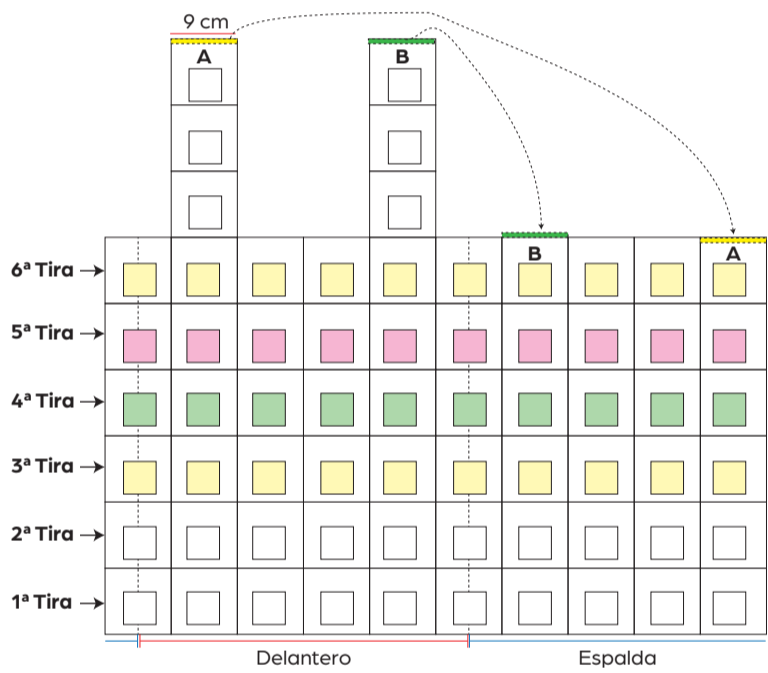 9 cm
A
B
B
A
6ª Tira
5ª Tira
4ª Tira
3ª Tira
2ª Tira
1ª Tira
Delantero
Espalda